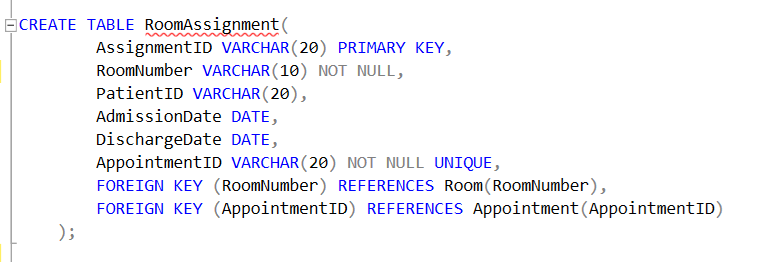 CREATE TABLE RoomAssignment(
AssignmentID VARCHAR(20) PRIMARY KEY,
RoomNumber VARCHAR(10) NOT NULL,
PatientID VARCHAR(20),
AdmissionDate DATE,
DischargeDate DATE,
AppointmentID VARCHAR(20) NOT NULL UNIQUE,
FOREIGN KEY (RoomNumber) REFERENCES Room(RoomNumber),
FOREIGN KEY (AppointmentID) REFERENCES Appointment(AppointmentID)
);